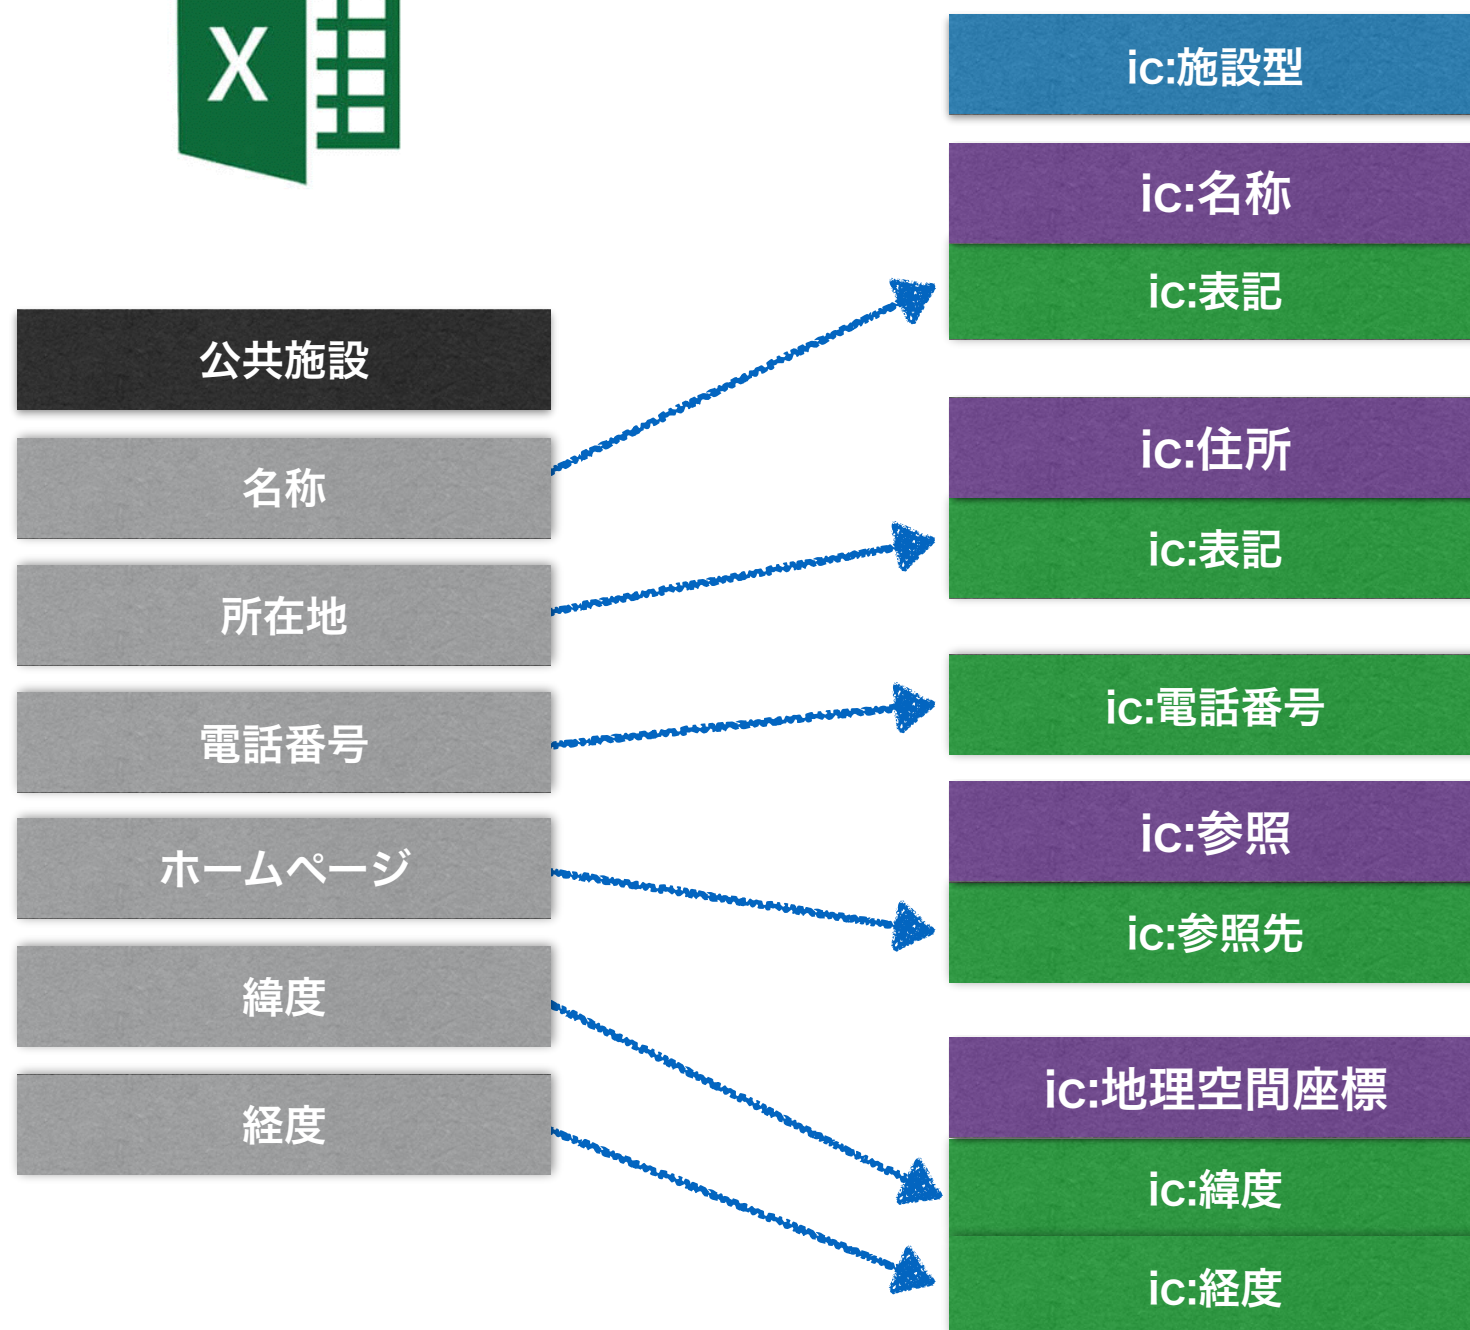 X
公共施設
名称
所在地
電話番号
ホームページ
緯度
経度
ic:施設型
ic:名称
ic:表記
ic:住所
ic:表記
ic:電話番号
ic:参照
ic:参照先
ic:地理空間座標
ic:緯度
ic:経度